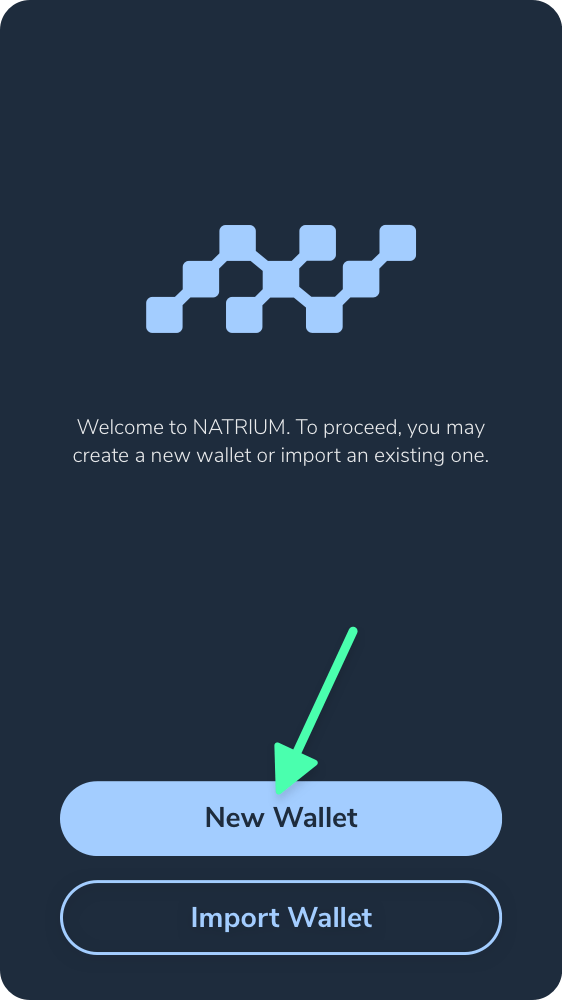 Welcome to NATRIUM. To proceed, you may
create a new wallet or import an existing one.
New Wallet
Import Wallet